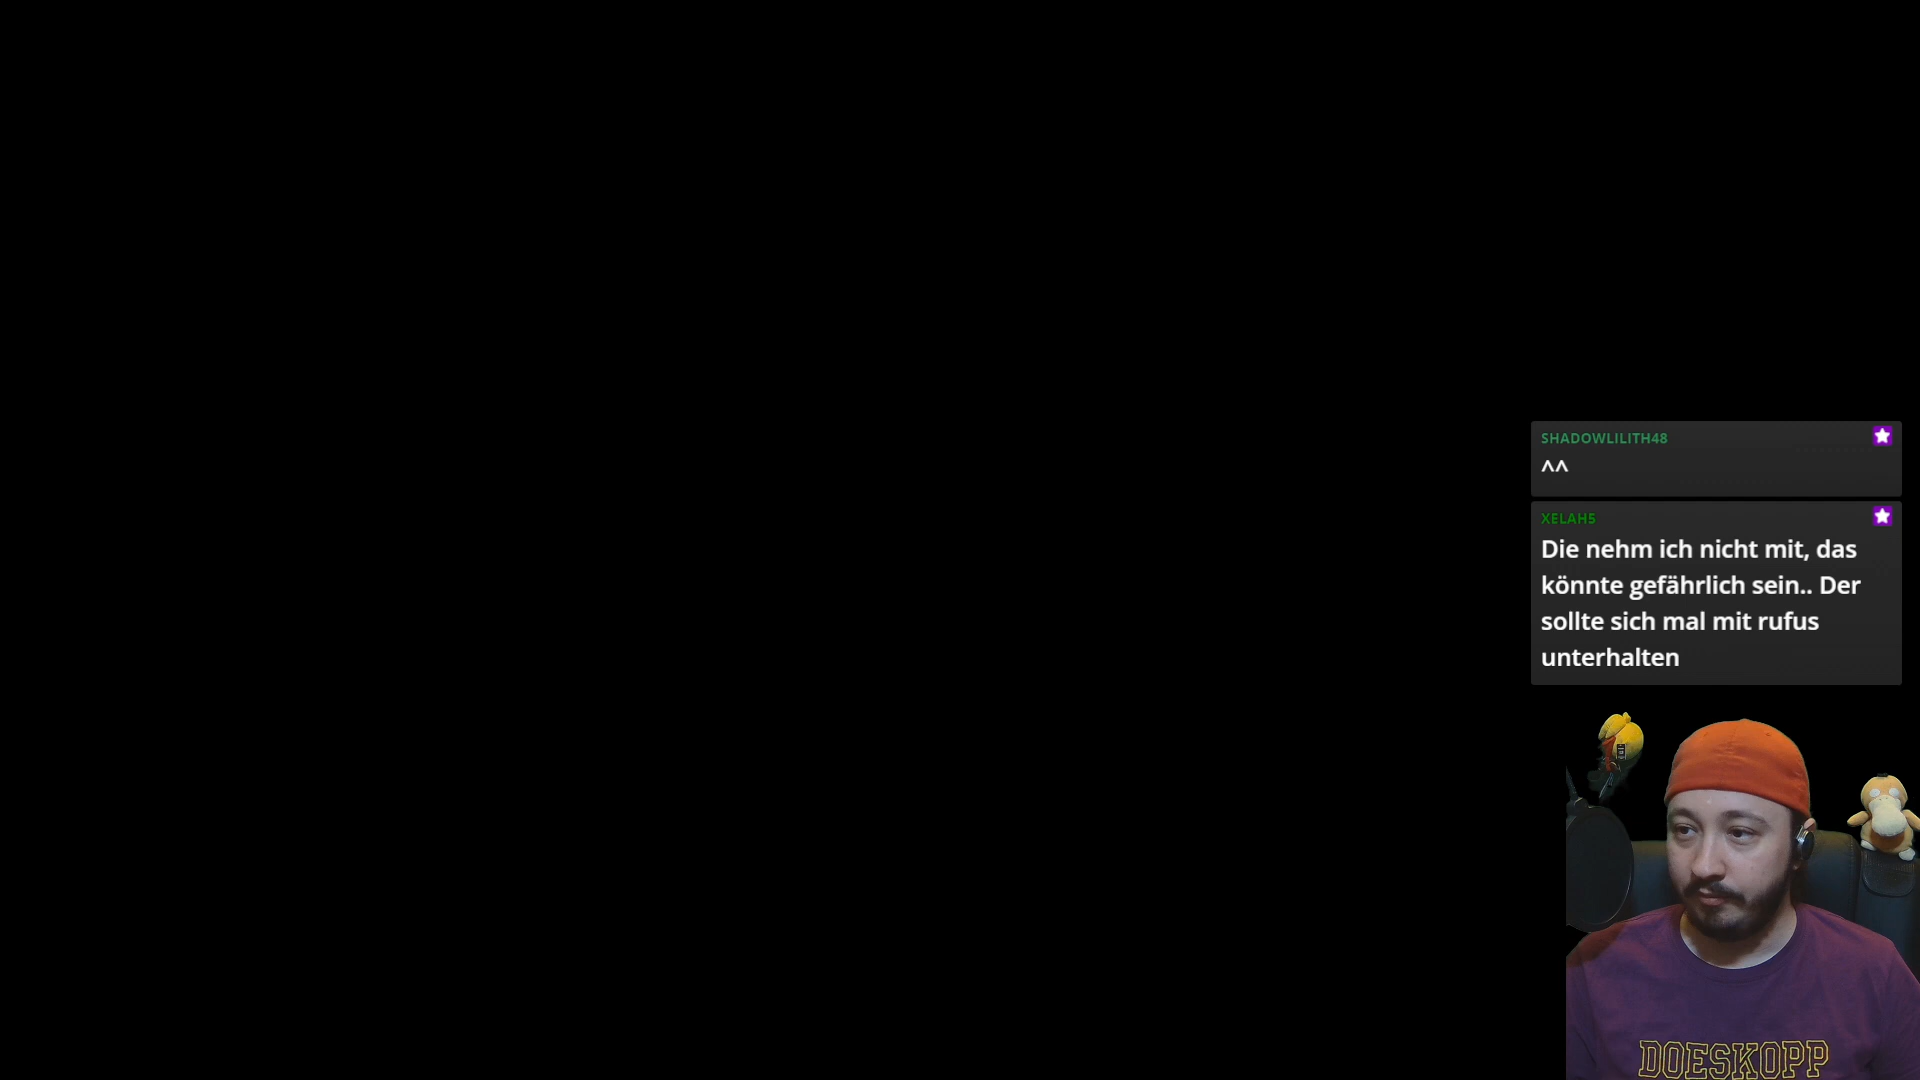 SHADOWLILITH48
^^
XELAH5
Die nehm ich nicht mit, das
könnte gefährlich sein.. Der
sollte sich mal mit rufus
unterhalten
DOESKOPP